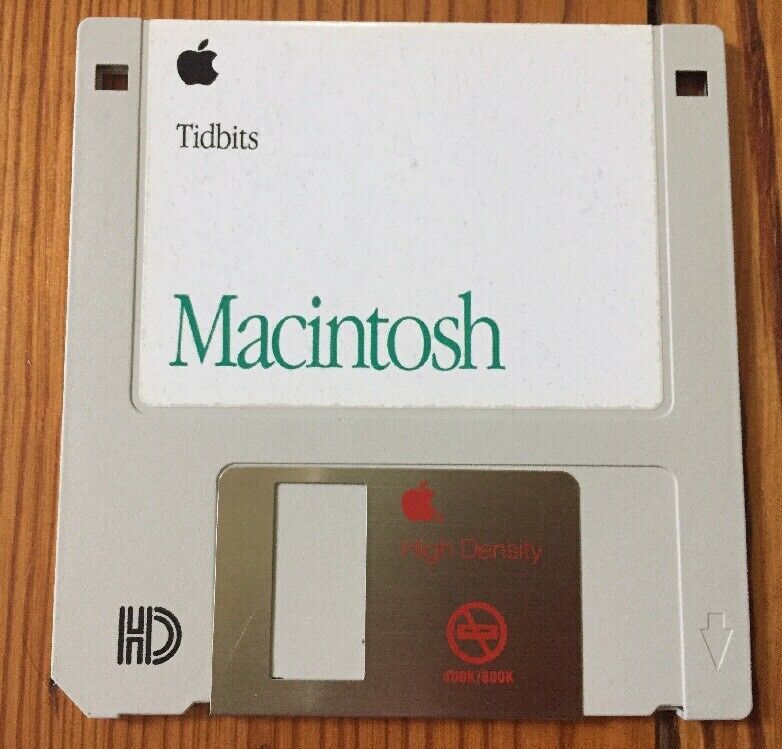 Tidbits
Macintosh
High Density
HD
400K/800K